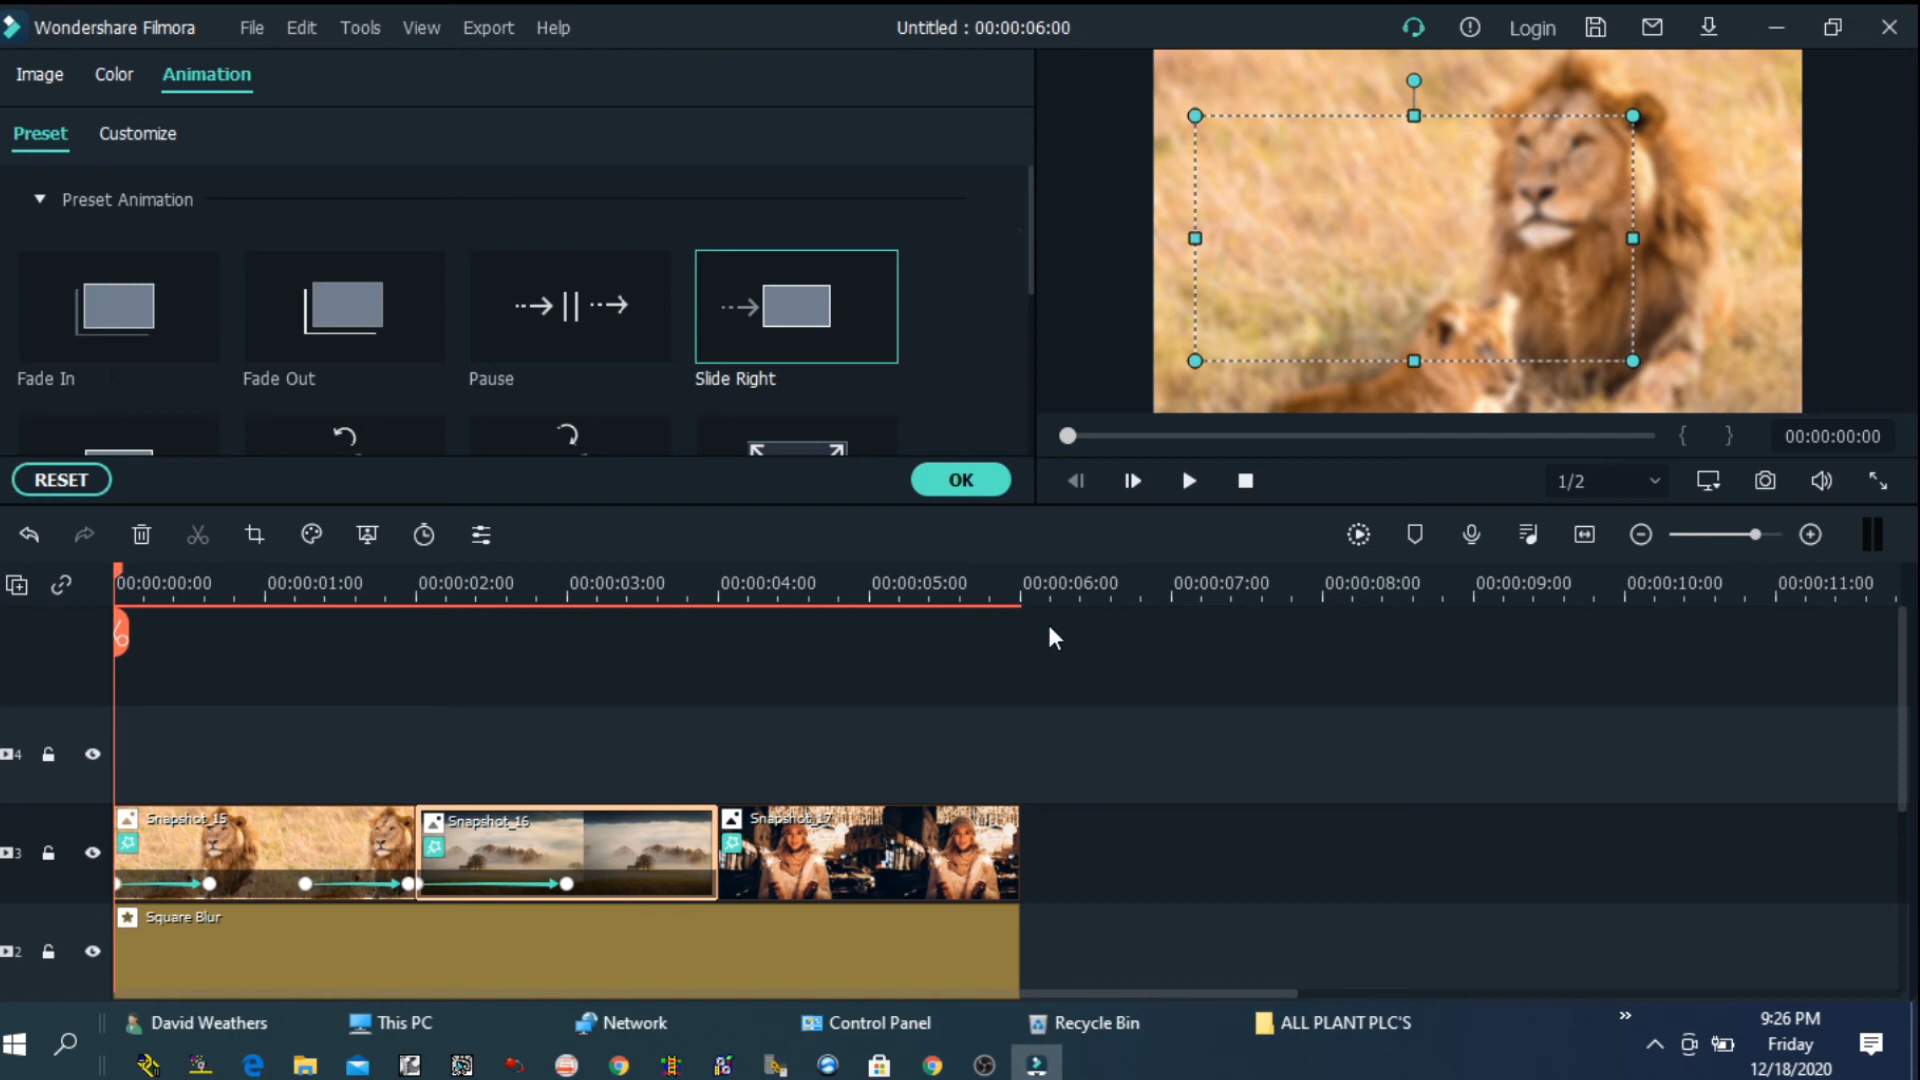 Wondershare Filmora File Edit Tools View Export Help Untitled : 00:00:06:00 Login
Image Color Animation
Preset Customize
Preset Animation
Fade In Fade Out Pause Slide Right
00:00:00:00
RESET OK 1/2
00:00:00:00 00:00:01:00 00:00:02:00 00:00:03:00 00:00:04:00 00:00:05:00 00:00:06:00 00:00:07:00 00:00:08:00 00:00:09:00 00:00:10:00 00:00:11:00
4
Snapshot_15 Snapshot_16 Snapshot_17
3
Square Blur
2
David Weathers This PC Network Control Panel Recycle Bin ALL PLANT PLC'S
9:26 PM
Friday
12/18/2020